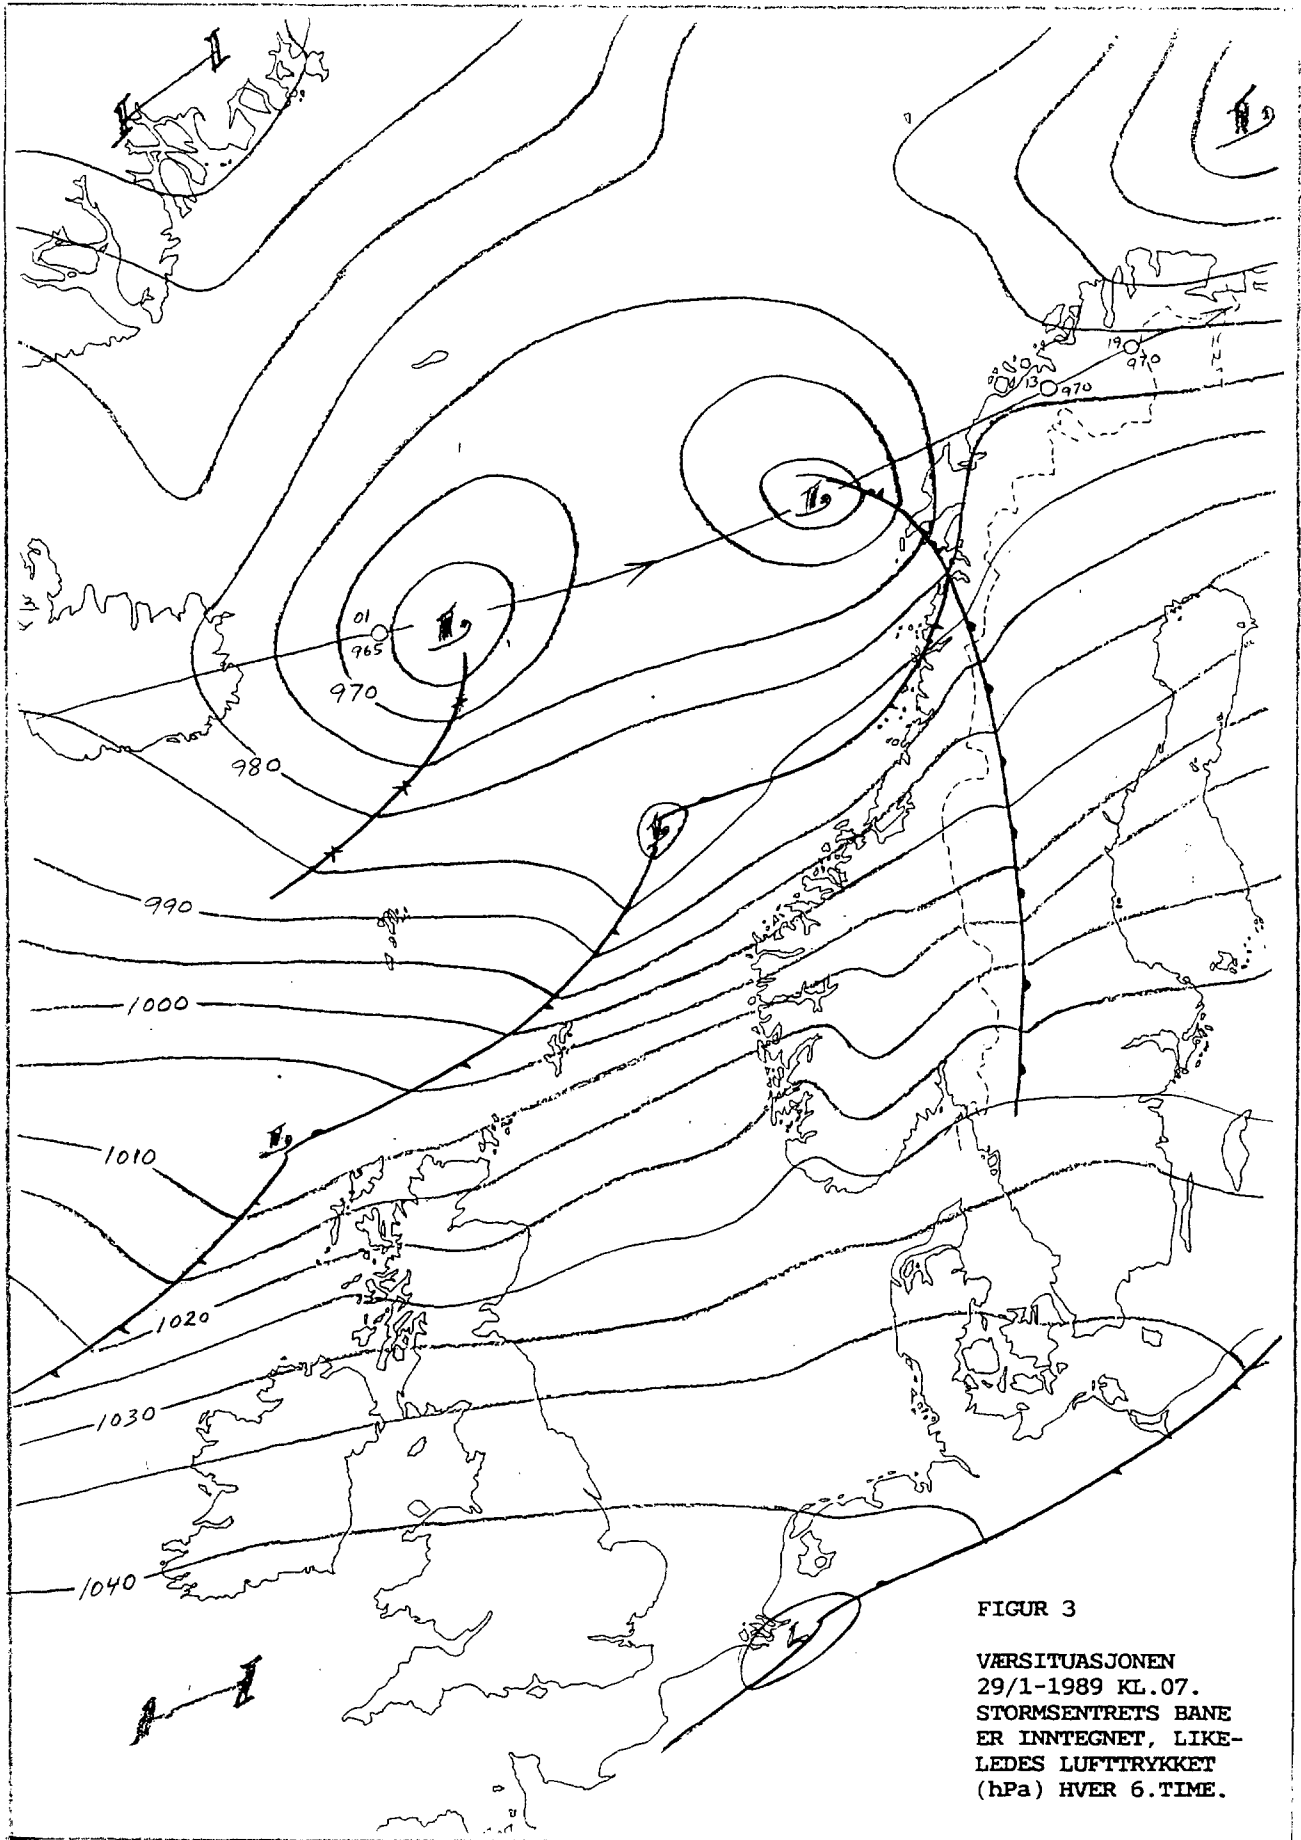 H
L
19
970
13
970
L
01
965
L
970
980
L
990
1000
L
1010
1020
1030
1040
L
H
FIGUR 3
VÆRSITUASJONEN
29/1-1989 KL.07.
STORMSENTRETS BANE
ER INNTEGNET, LIKE-
LEDES LUFTTRYKKET
(hPa) HVER 6.TIME.